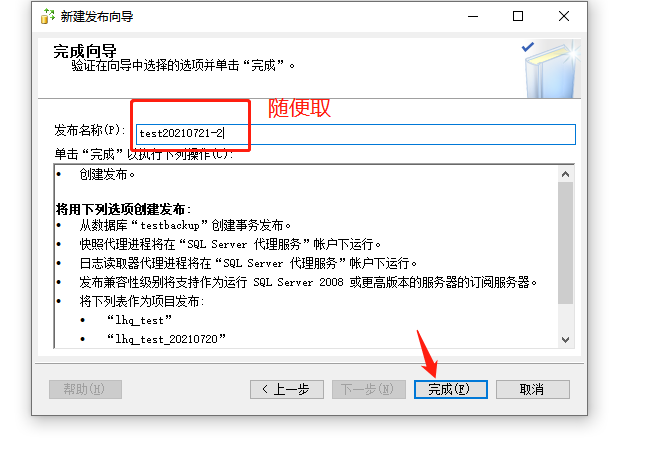 新建发布向导
完成向导
验证在向导中选择的选项并单击“完成”。
随便取
发布名称(P): test20210721-2
单击“完成”以执行下列操作(C):
• 创建发布。
将用下列选项创建发布:
• 从数据库“testbackup”创建事务发布。
• 快照代理进程将在“SQL Server 代理服务”帐户下运行。
• 日志读取器代理进程将在“SQL Server 代理服务”帐户下运行。
• 发布兼容性级别将支持作为运行 SQL Server 2008 或更高版本的服务器的订阅服务器。
• 将下列表作为项目发布:
• “lhq_test”
• “lhq_test_20210720”
帮助(H) < 上一步 下一步(N) 完成(F) 取消